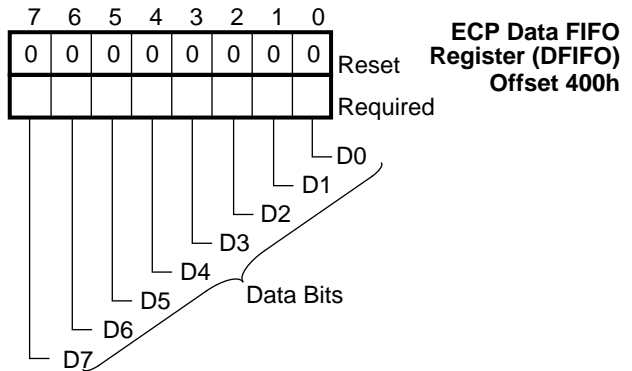 7 6 5 4 3 2 1 0
ECP Data FIFO
Register (DFIFO)
Offset 400h
0 0 0 0 0 0 0 0 Reset
Required
D0
D1
D2
D3
D4
D5
D6
D7
Data Bits